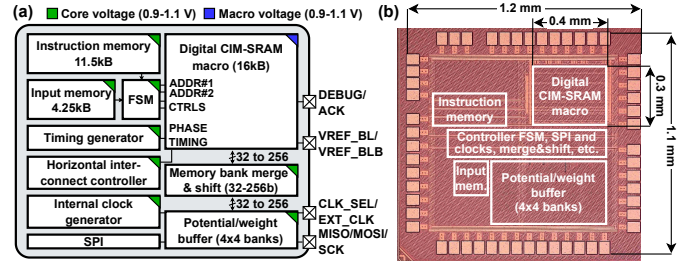 (a) Core voltage (0.9-1.1 V) Macro voltage (0.9-1.1 V)
Instruction memory
11.5kB
Digital CIM-SRAM
macro (16kB)
Input memory
4.25kB
FSM
ADDR#1
ADDR#2
CTRLS
DEBUG/
ACK
Timing generator
PHASE
TIMING
VREF_BL/
VREF_BLB
Horizontal inter-
connect controller
32 to 256
Memory bank merge
& shift (32-256b)
32 to 256
Internal clock
generator
CLK_SEL/
EXT_CLK
Potential/weight
buffer (4x4 banks)
SPI
MISO/MOSI/
SCK
(b)
1.2 mm
0.4 mm
Digital
CIM-SRAM
macro
0.3 mm
1.1 mm
Instruction
memory
Controller FSM, SPI and
clocks, merge&shift, etc.
Input
mem.
Potential/weight
buffer
(4x4 banks)